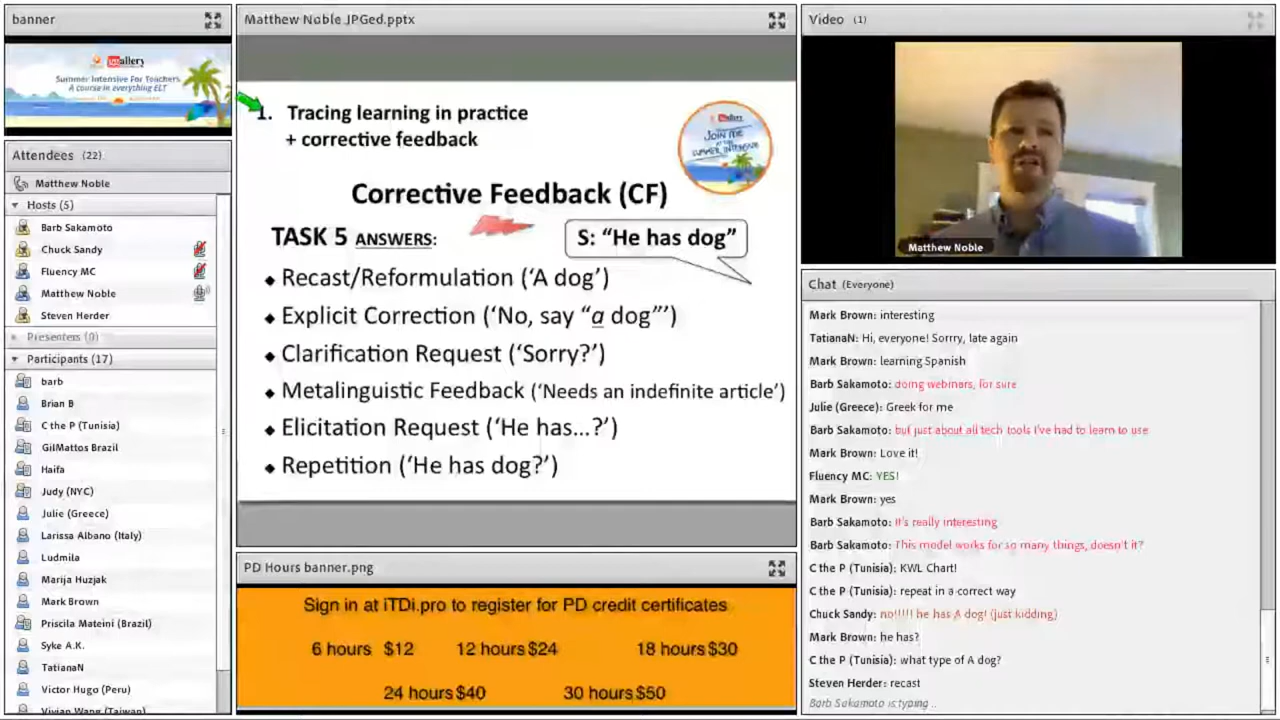 banner
allery
Summer Intensive For Teachers
A course in everything ELT
Attendees (22)
Matthew Noble
Hosts (5)
Barb Sakamoto
Chuck Sandy
Fluency MC
Matthew Noble
Steven Herder
Presenters (0)
Participants (17)
barb
Brian B
C the P (Tunisia)
GilMattos Brazil
Haifa
Judy (NYC)
Julie (Greece)
Larissa Albano (Italy)
Ludmila
Marija Huzjak
Mark Brown
Priscila Mateini (Brazil)
Syke A.K.
TatianaN
Victor Hugo (Peru)
Vivian Wang (Taiwan)
Matthew Noble JPGed.pptx
1. Tracing learning in practice
+ corrective feedback
JOIN ME
AT THE
SUMMER INTENSIVE
Corrective Feedback (CF)
TASK 5 ANSWERS:
S: “He has dog”
◆ Recast/Reformulation (‘A dog’)
◆ Explicit Correction (‘No, say “a dog”’)
◆ Clarification Request (‘Sorry?’)
◆ Metalinguistic Feedback (‘Needs an indefinite article’)
◆ Elicitation Request (‘He has...?’)
◆ Repetition (‘He has dog?’)
PD Hours banner.png
Sign in at iTDi.pro to register for PD credit certificates
6 hours $12 12 hours $24 18 hours $30
24 hours $40 30 hours $50
Video (1)
Matthew Noble
Chat (Everyone)
Mark Brown: interesting
TatianaN: Hi, everyone! Sorrry, late again
Mark Brown: learning Spanish
Barb Sakamoto: doing webinars, for sure
Julie (Greece): Greek for me
Barb Sakamoto: but just about all tech tools I've had to learn to use
Mark Brown: Love it!
Fluency MC: YES!
Mark Brown: yes
Barb Sakamoto: It's really interesting
Barb Sakamoto: This model works for so many things, doesn't it?
C the P (Tunisia): KWL Chart!
C the P (Tunisia): repeat in a correct way
Chuck Sandy: no!!!!! he has A dog! (just kidding)
Mark Brown: he has?
C the P (Tunisia): what type of A dog?
Steven Herder: recast
Barb Sakamoto is typing ..